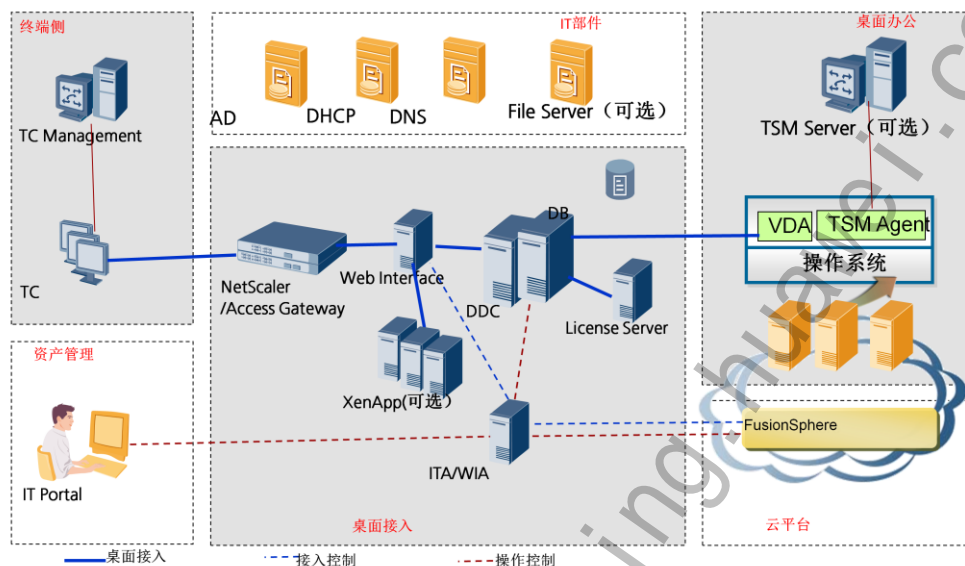 终端侧
TC Management
TC
IT部件
AD
DHCP
DNS
File Server（可选）
桌面办公
TSM Server（可选）
VDA
TSM Agent
操作系统
NetScaler
/Access Gateway
Web Interface
DB
DDC
License Server
XenApp(可选）
ITA/WIA
桌面接入
资产管理
IT Portal
FusionSphere
云平台
桌面接入
接入控制
操作控制
ing.huawei.c